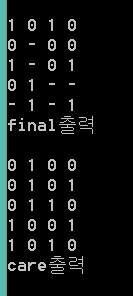 1 0 1 0
0 - 0 0
1 - 0 1
0 1 - -
- 1 - 1
final출력
0 1 0 0
0 1 0 1
0 1 1 0
1 0 0 1
1 0 1 0
care출력